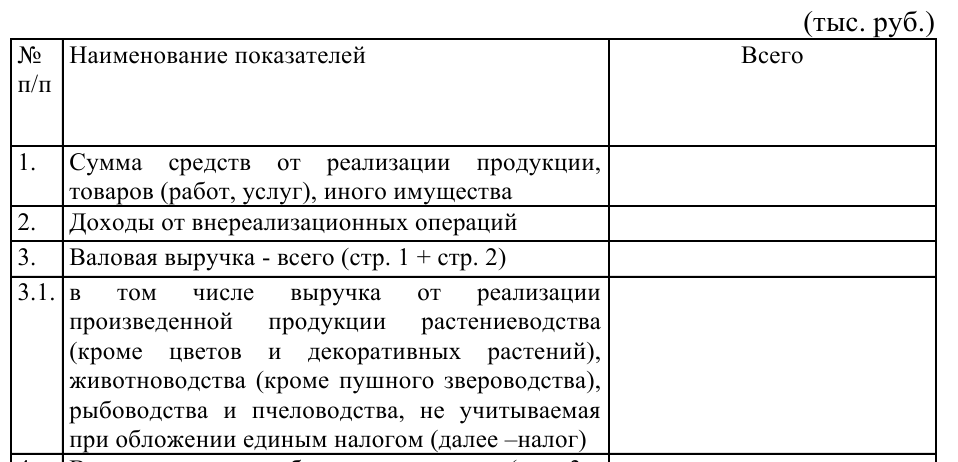 (тыс. руб.)
№ Наименование показателей Всего
п/п
1. Сумма средств от реализации продукции,
товаров (работ, услуг), иного имущества
2. Доходы от внереализационных операций
3. Валовая выручка - всего (стр. 1 + стр. 2)
3.1. в том числе выручка от реализации
произведенной продукции растениеводства
(кроме цветов и декоративных растений),
животноводства (кроме пушного звероводства),
рыбоводства и пчеловодства, не учитываемая
при обложении единым налогом (далее –налог)